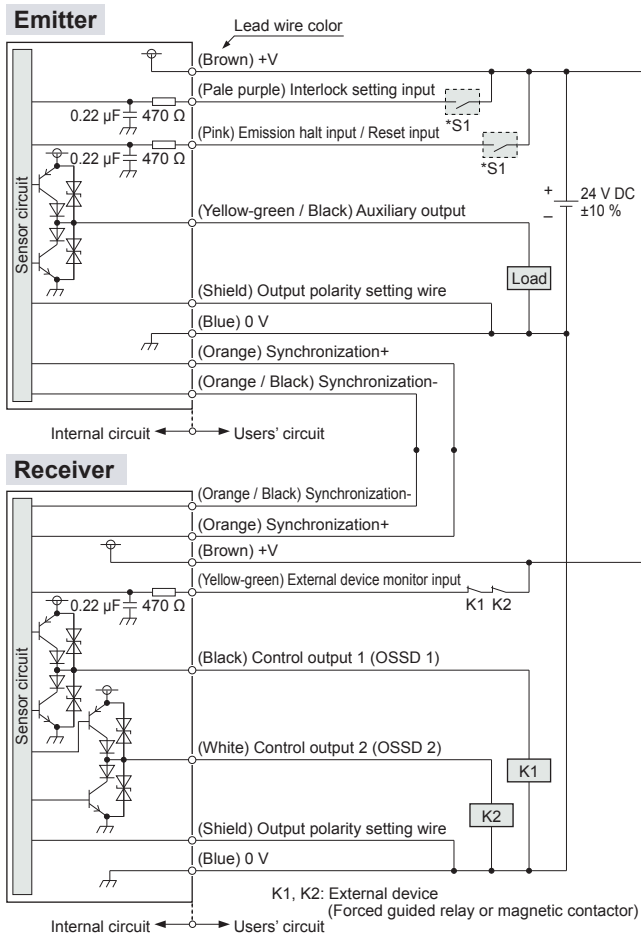 Emitter
Lead wire color
(Brown) +V
(Pale purple) Interlock setting input
0.22 µF 470 Ω
*S1
(Pink) Emission halt input / Reset input
0.22 µF 470 Ω
*S1
Sensor circuit
(Yellow-green / Black) Auxiliary output
+
−
24 V DC
±10 %
Load
(Shield) Output polarity setting wire
(Blue) 0 V
(Orange) Synchronization+
(Orange / Black) Synchronization-
Internal circuit Users' circuit
Receiver
(Orange / Black) Synchronization-
(Orange) Synchronization+
(Brown) +V
(Yellow-green) External device monitor input
0.22 µF 470 Ω
K1 K2
Sensor circuit
(Black) Control output 1 (OSSD 1)
(White) Control output 2 (OSSD 2)
K1
K2
(Shield) Output polarity setting wire
(Blue) 0 V
K1, K2: External device
(Forced guided relay or magnetic contactor)
Internal circuit Users' circuit